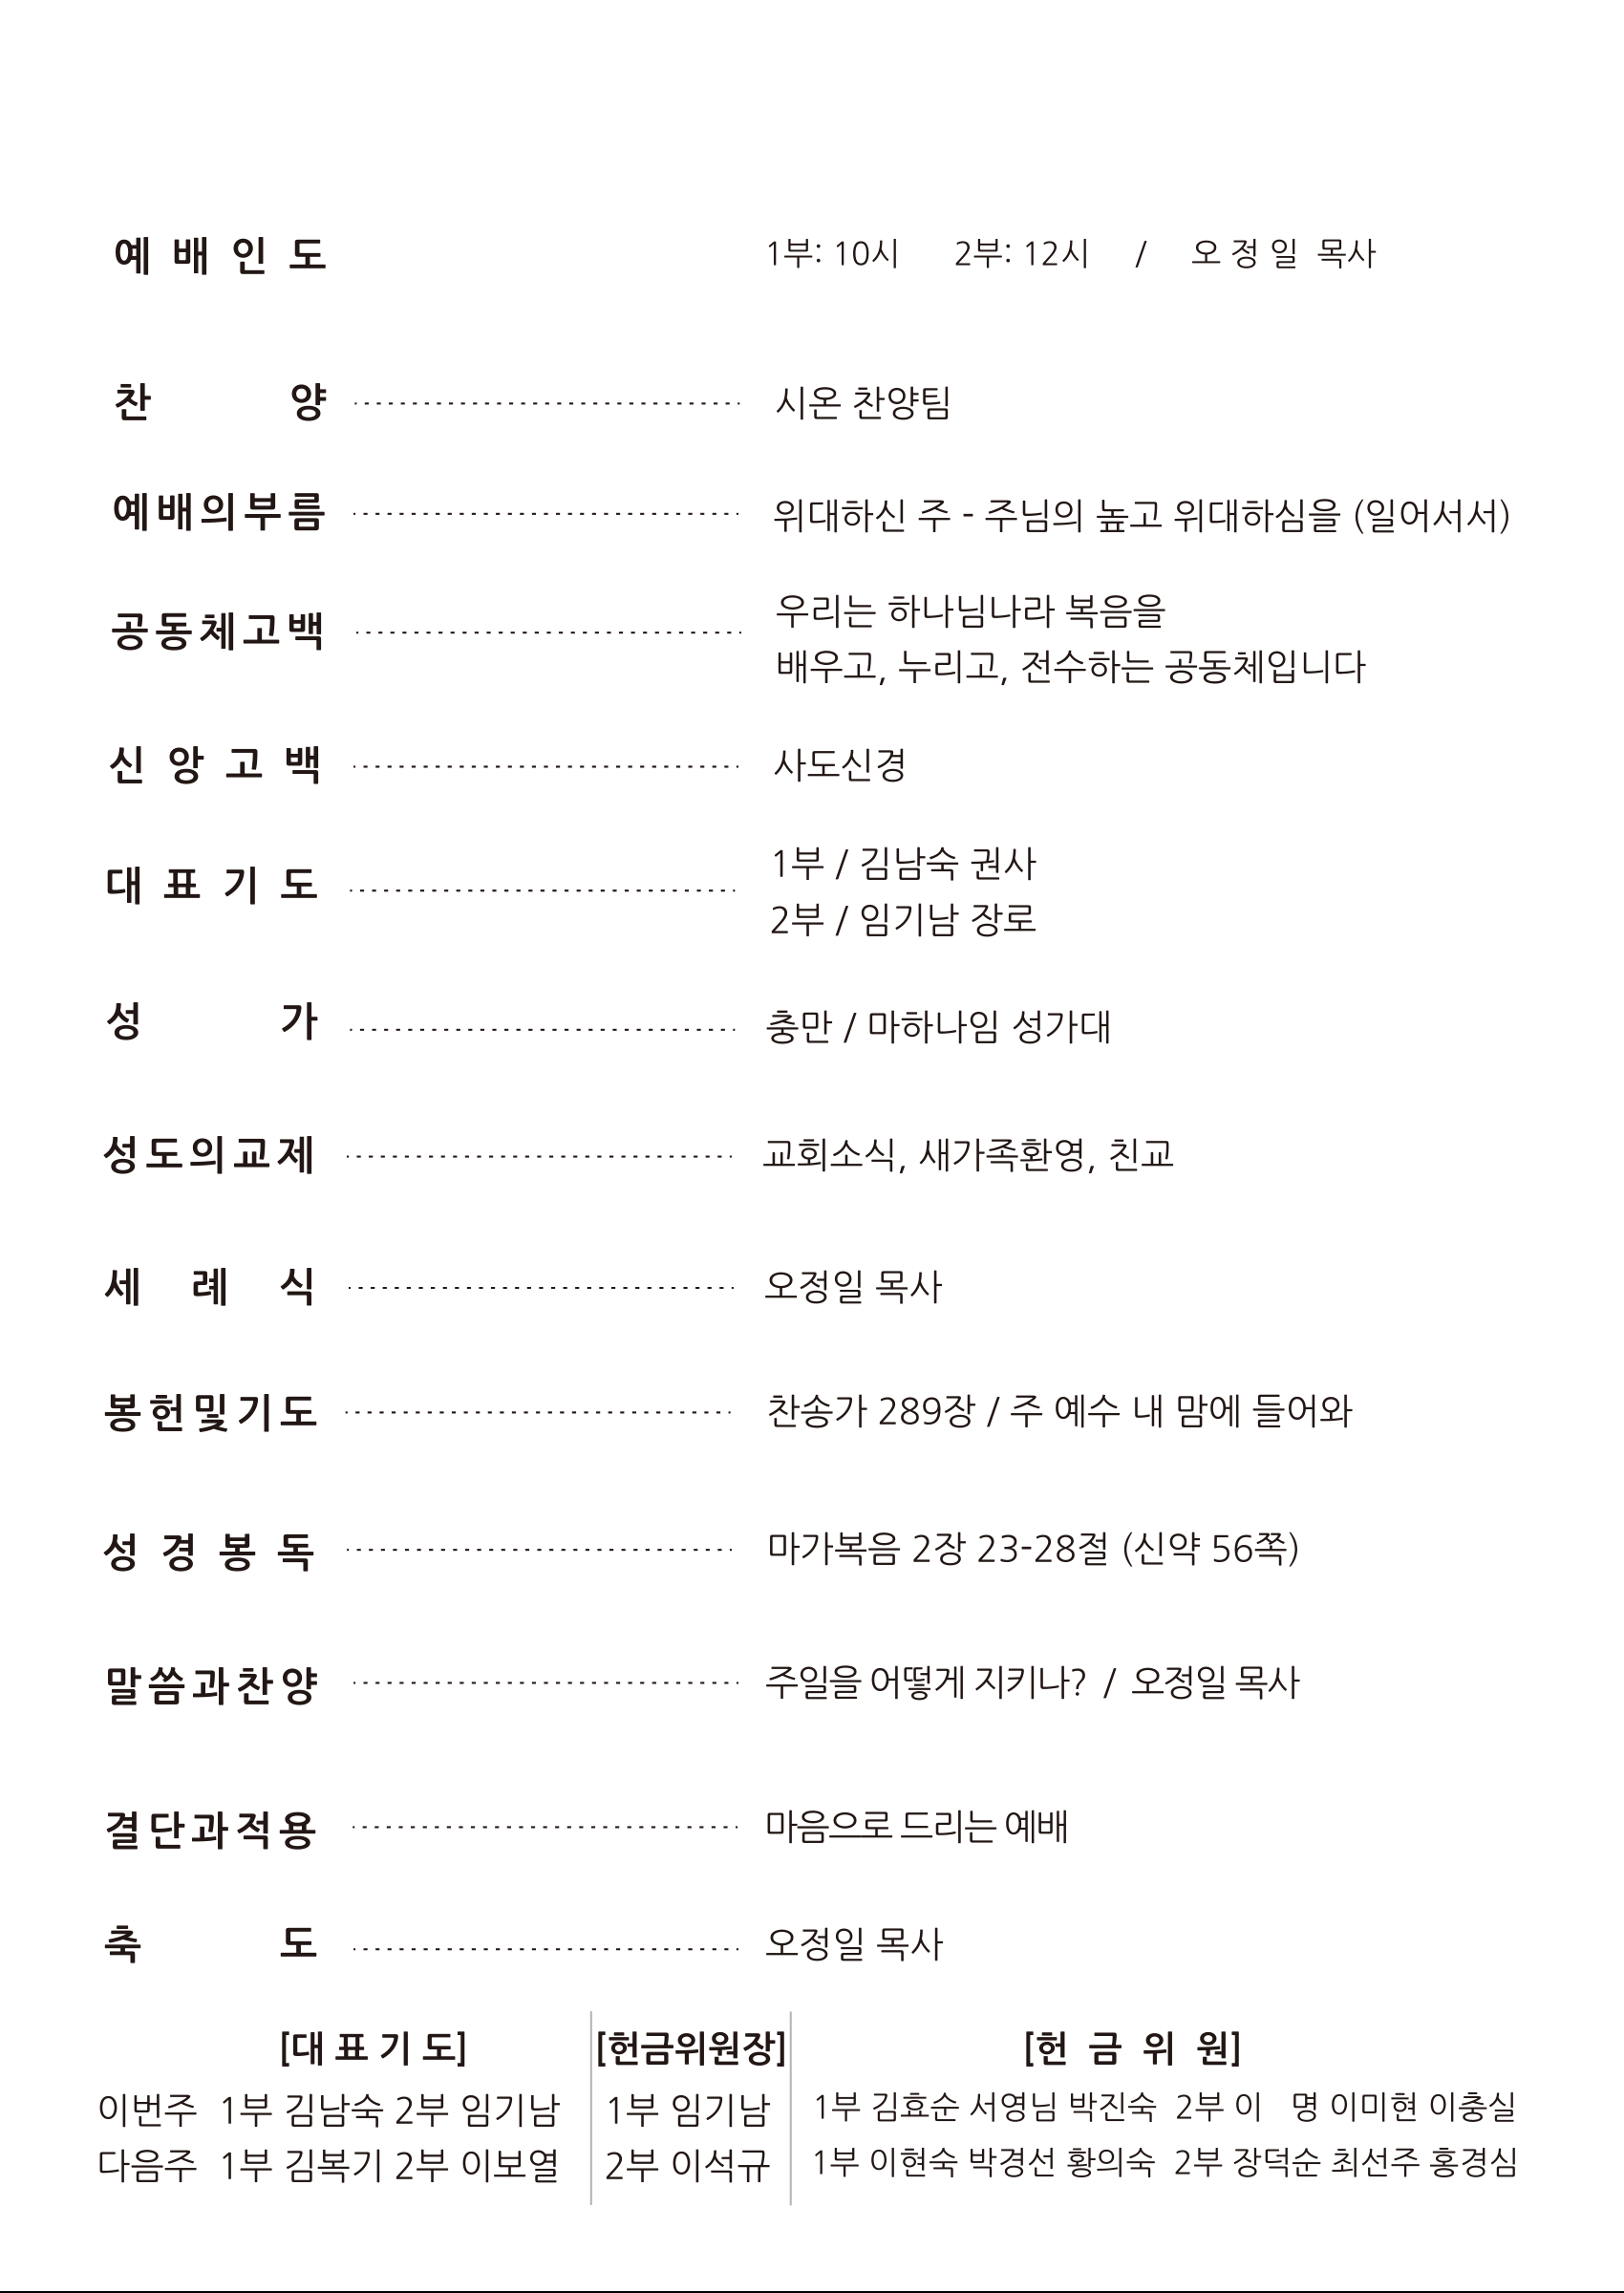 예 배 인 도 1부: 10시 2부: 12시 / 오 정 일 목사
찬 양 시온 찬양팀
예배의부름 위대하신 주 - 주님의 높고 위대하심을 (일어서서)
공동체고백 우리는 하나님나라 복음을
배우고, 누리고, 전수하는 공동체입니다
신 앙 고 백 사도신경
대 표 기 도 1부 / 김남숙 권사
2부 / 임기남 장로
성 가 충만 / 마하나임 성가대
성도의교제 교회소식, 새가족환영, 친교
세 례 식 오정일 목사
봉헌및기도 찬송가 289장 / 주 예수 내 맘에 들어와
성 경 봉 독 마가복음 2장 23-28절 (신약 56쪽)
말씀과찬양 주일을 어떻게 지키나? / 오정일 목사
결단과적용 마음으로 드리는 예배
축 도 오정일 목사
[대 표 기 도] [헌금위원장] [헌 금 위 원]
이번주 1부 김남숙 2부 임기남 1부 임기남 1부 김효순 서영님 박진숙 2부 이 명 이미현 이충실
다음주 1부 김복기 2부 이보열 2부 이석규 1부 이현숙 박경선 황의숙 2부 장덕순 최선주 홍경심